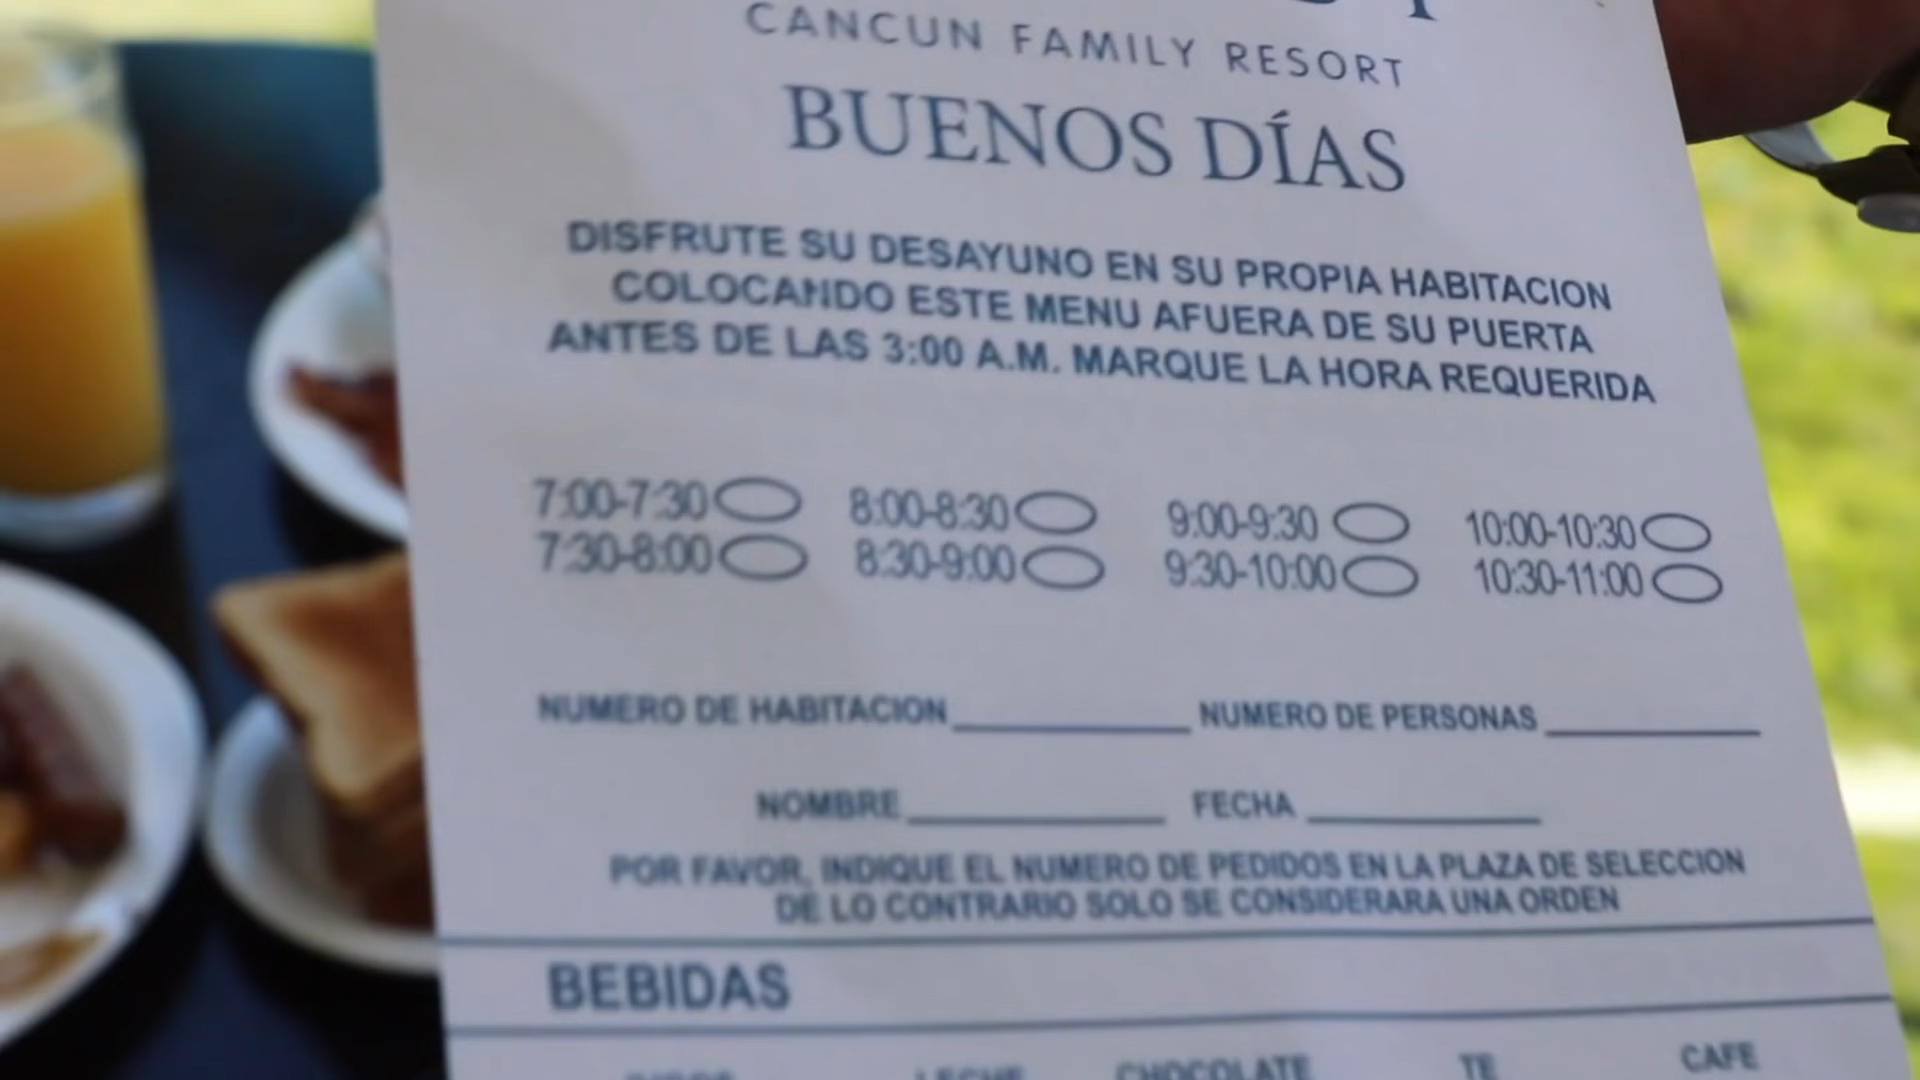 CANCUN FAMILY RESORT
BUENOS DÍAS
DISFRUTE SU DESAYUNO EN SU PROPIA HABITACION
COLOCANDO ESTE MENU AFUERA DE SU PUERTA
ANTES DE LAS 3:00 A.M. MARQUE LA HORA REQUERIDA
7:00-7:30 8:00-8:30 9:00-9:30 10:00-10:30
7:30-8:00 8:30-9:00 9:30-10:00 10:30-11:00
NUMERO DE HABITACION NUMERO DE PERSONAS
NOMBRE FECHA
POR FAVOR, INDIQUE EL NUMERO DE PEDIDOS EN LA PLAZA DE SELECCION
DE LO CONTRARIO SOLO SE CONSIDERARA UNA ORDEN
BEBIDAS
LECHE CHOCOLATE TE CAFE